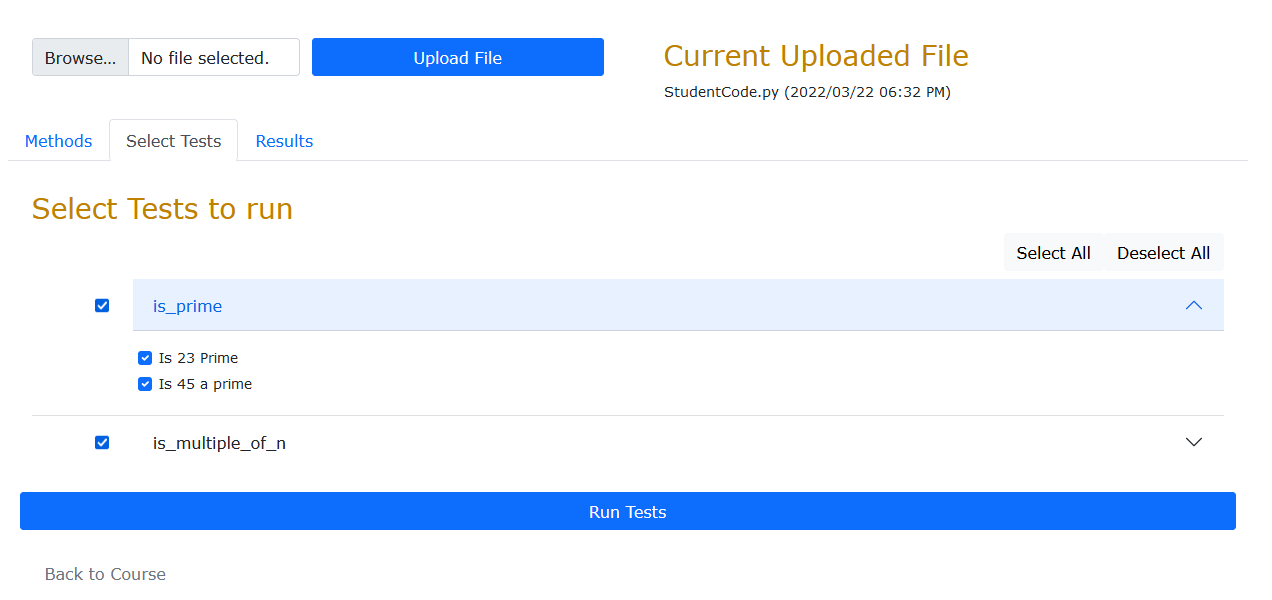 Browse... No file selected. Upload File
Current Uploaded File
StudentCode.py (2022/03/22 06:32 PM)
Methods Select Tests Results
Select Tests to run
Select All Deselect All
is_prime
Is 23 Prime
Is 45 a prime
is_multiple_of_n
Run Tests
Back to Course